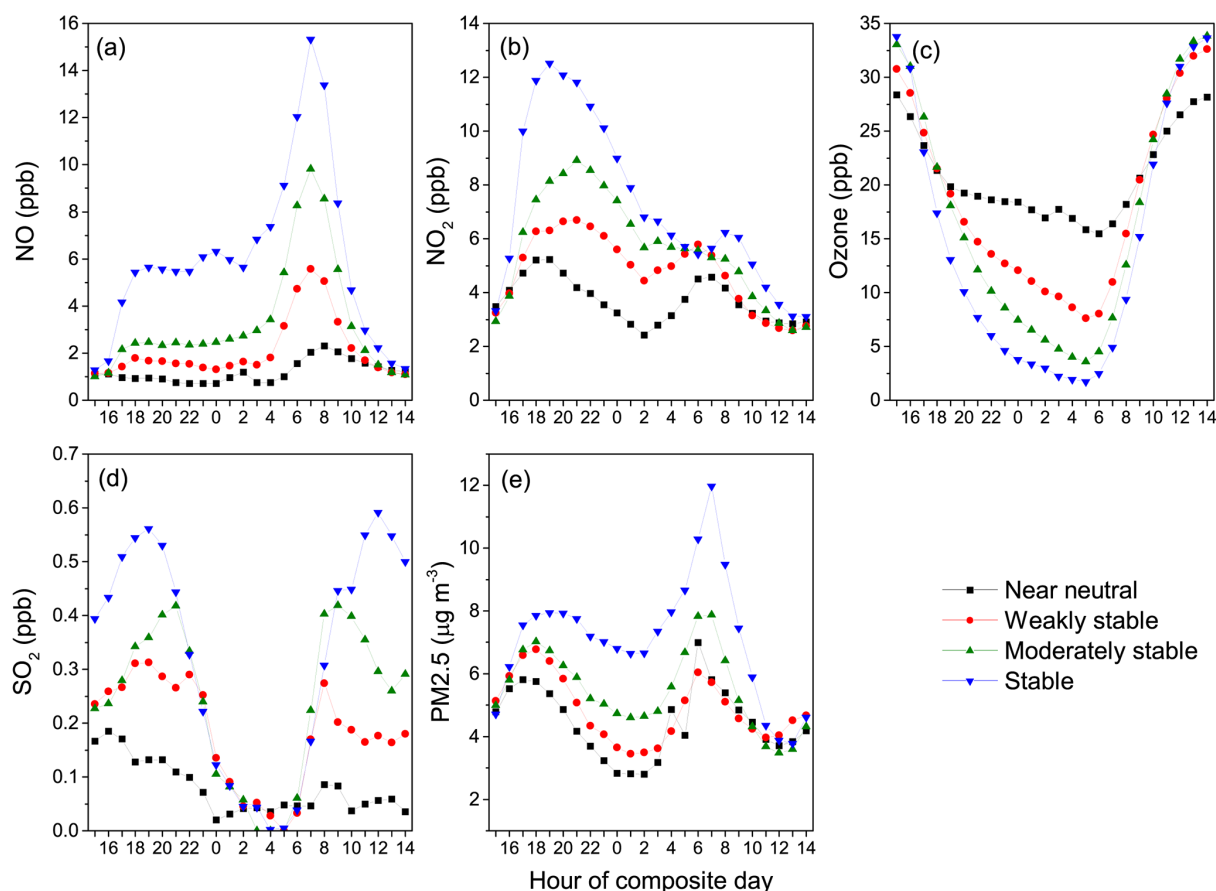 (a)
NO (ppb)
16
14
12
10
8
6
4
2
0
16 18 20 22 0 2 4 6 8 10 12 14
(b)
NO2 (ppb)
14
12
10
8
6
4
2
0
16 18 20 22 0 2 4 6 8 10 12 14
(c)
Ozone (ppb)
35
30
25
20
15
10
5
0
16 18 20 22 0 2 4 6 8 10 12 14
(d)
SO2 (ppb)
0.7
0.6
0.5
0.4
0.3
0.2
0.1
0.0
16 18 20 22 0 2 4 6 8 10 12 14
(e)
PM2.5 (μg m−3)
12
10
8
6
4
2
16 18 20 22 0 2 4 6 8 10 12 14
Near neutral
Weakly stable
Moderately stable
Stable
Hour of composite day